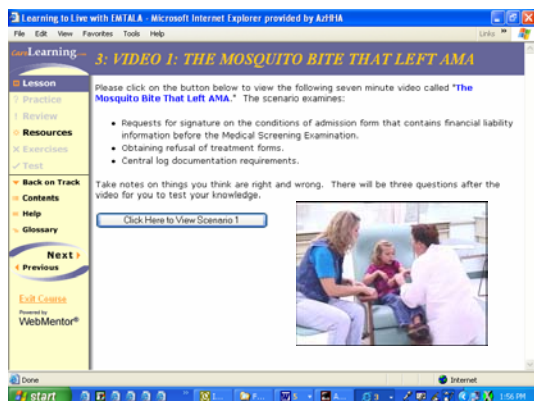 Learning to Live with EMTALA - Microsoft Internet Explorer provided by AzHHA
File Edit View Favorites Tools Help
Links »
CareLearning
3: VIDEO 1: THE MOSQUITO BITE THAT LEFT AMA
Lesson
? Practice
! Review
Resources
X Exercises
✓ Test
Back on Track
Contents
Help
Glossary
Next
Previous
Exit Course
Powered by
WebMentor®
Please click on the button below to view the following seven minute video called "The
Mosquito Bite That Left AMA." The scenario examines:
• Requests for signature on the conditions of admission form that contains financial liability
information before the Medical Screening Examination.
• Obtaining refusal of treatment forms.
• Central log documentation requirements.
Take notes on things you think are right and wrong. There will be three questions after the
video for you to test your knowledge.
Click Here to View Scenario 1
Done
Internet
start
1:56 PM